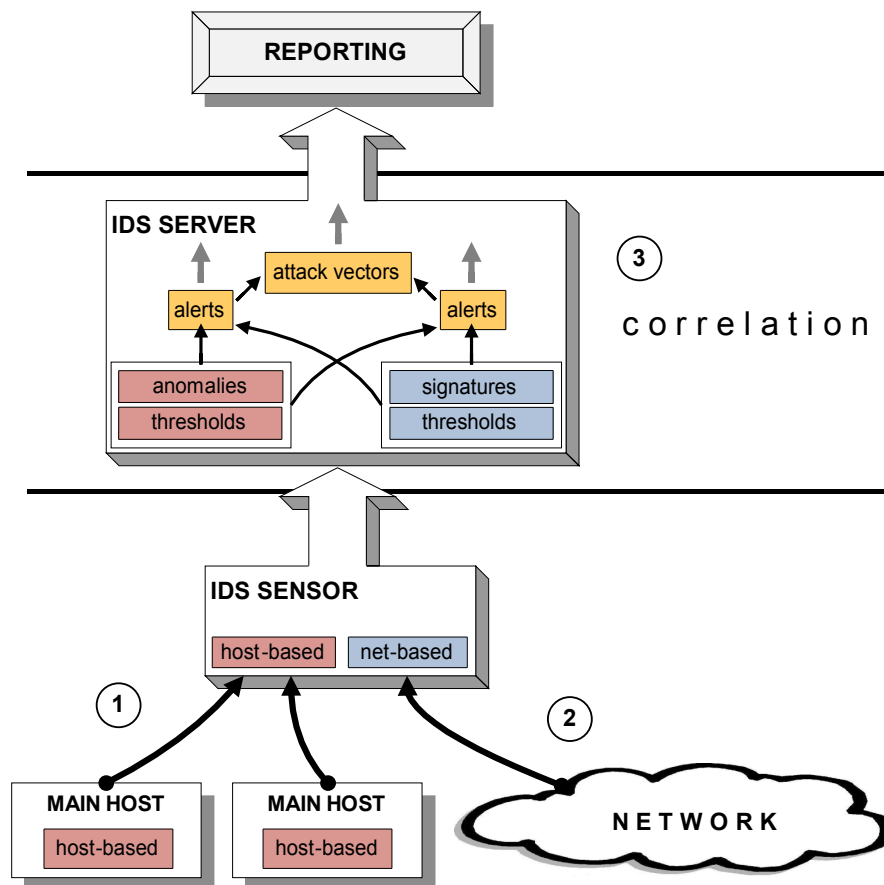 REPORTING
IDS SERVER
attack vectors
alerts
alerts
3
correlation
anomalies
thresholds
signatures
thresholds
IDS SENSOR
host-based
net-based
1
2
MAIN HOST
host-based
MAIN HOST
host-based
NETWORK